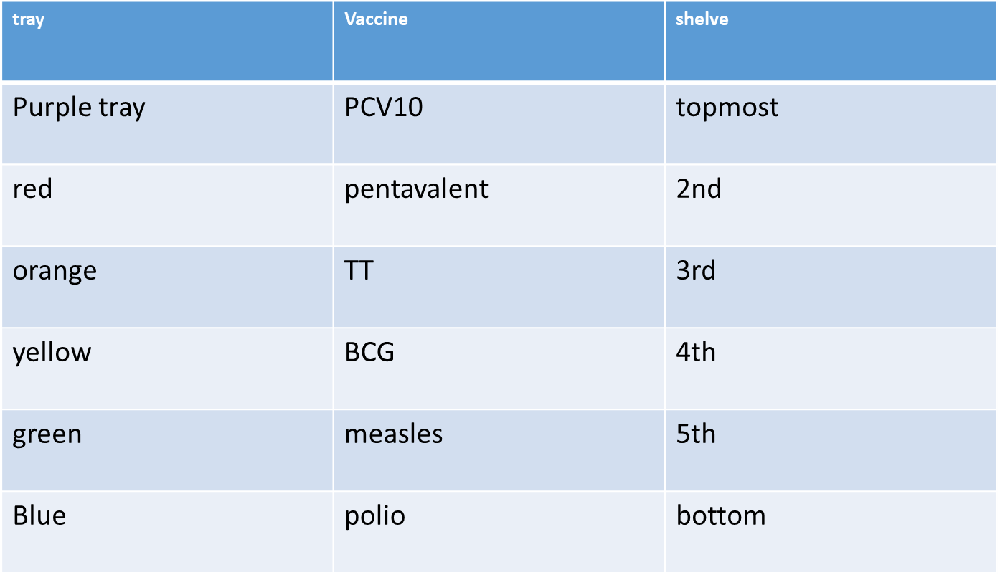 tray Vaccine shelve
Purple tray PCV10 topmost
red pentavalent 2nd
orange TT 3rd
yellow BCG 4th
green measles 5th
Blue polio bottom